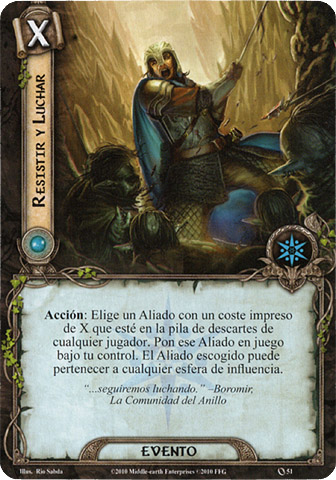 X
RESISTIR Y LUCHAR
Acción: Elige un Aliado con un coste impreso
de X que esté en la pila de descartes de
cualquier jugador. Pon ese Aliado en juego
bajo tu control. El Aliado escogido puede
pertenecer a cualquier esfera de influencia.
“...seguiremos luchando.” –Boromir,
La Comunidad del Anillo
EVENTO
Illus. Rio Sabda
©2010 Middle-earth Enterprises ©2010 FFG
51